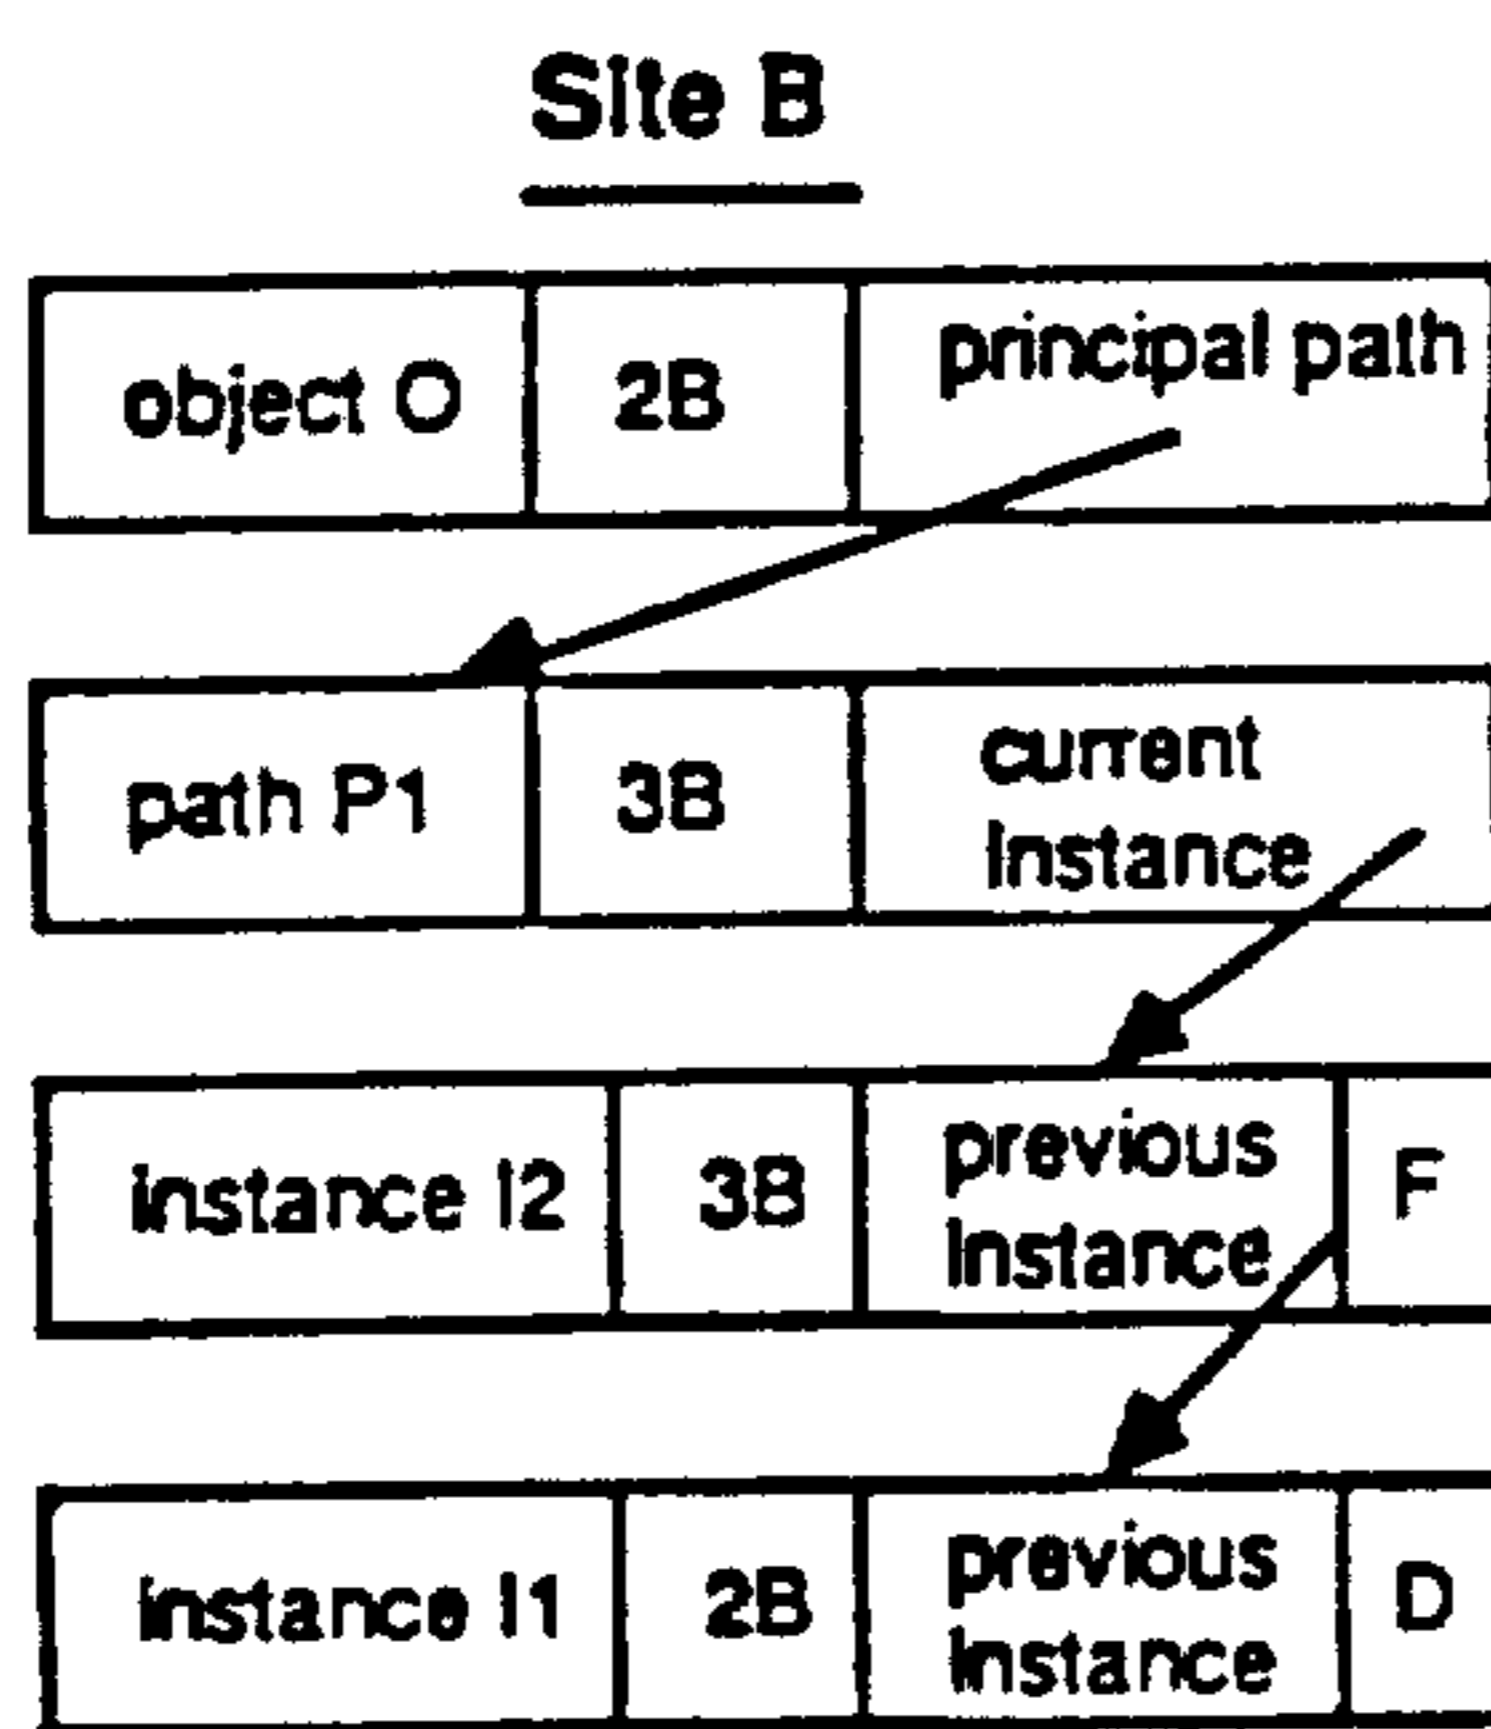 Site B
object O 2B principal path
path P1 3B current
Instance
instance I2 3B previous F
Instance
instance I1 2B previous D
Instance